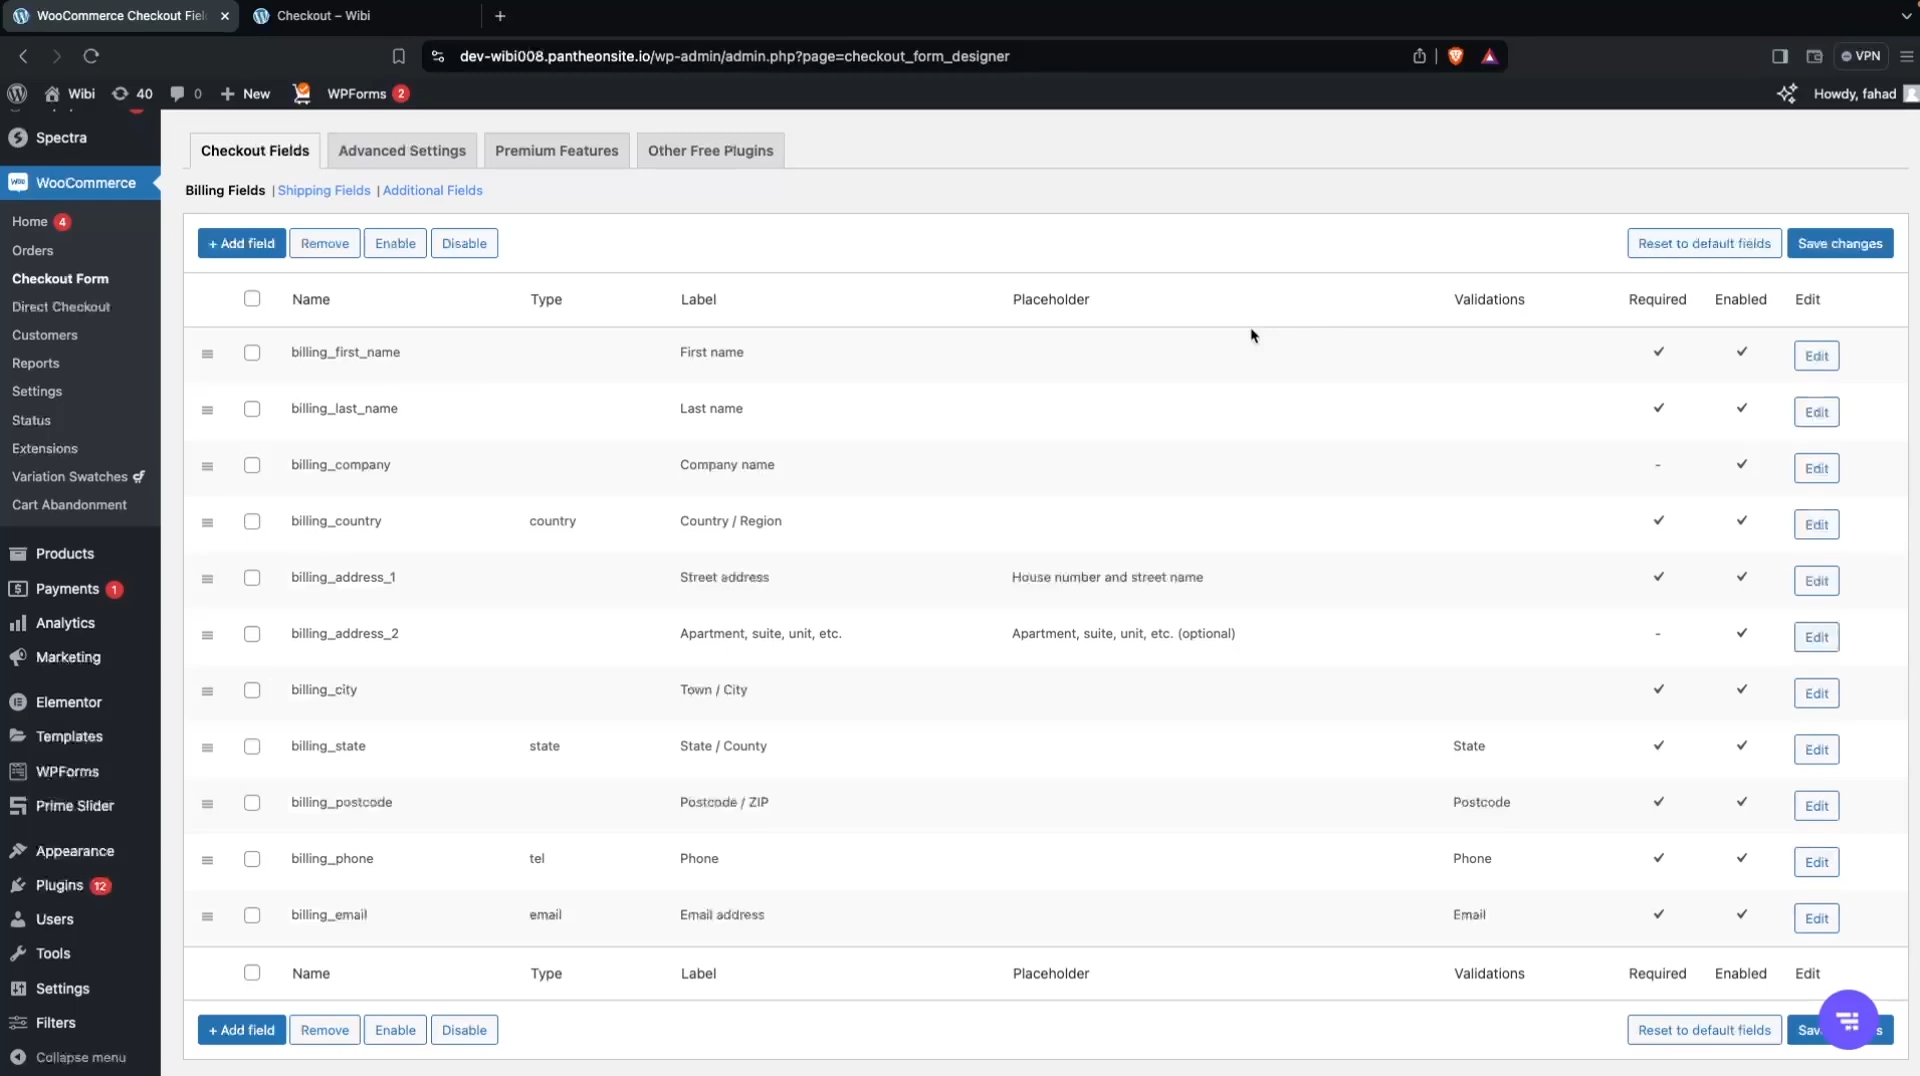 WooCommerce Checkout Fiel
Checkout – Wibi
dev-wibi008.pantheonsite.io/wp-admin/admin.php?page=checkout_form_designer
VPN
Wibi
40
0
New
WPForms 2
Howdy, fahad
Spectra
WooCommerce
Home 4
Orders
Checkout Form
Direct Checkout
Customers
Reports
Settings
Status
Extensions
Variation Swatches
Cart Abandonment
Products
Payments 1
Analytics
Marketing
Elementor
Templates
WPForms
Prime Slider
Appearance
Plugins 12
Users
Tools
Settings
Filters
Collapse menu
Checkout Fields
Advanced Settings
Premium Features
Other Free Plugins
Billing Fields | Shipping Fields | Additional Fields
+ Add field Remove Enable Disable
Reset to default fields Save changes
Name Type Label Placeholder Validations Required Enabled Edit
billing_first_name First name ✓ ✓ Edit
billing_last_name Last name ✓ ✓ Edit
billing_company Company name - ✓ Edit
billing_country country Country / Region ✓ ✓ Edit
billing_address_1 Street address House number and street name ✓ ✓ Edit
billing_address_2 Apartment, suite, unit, etc. Apartment, suite, unit, etc. (optional) - ✓ Edit
billing_city Town / City ✓ ✓ Edit
billing_state state State / County State ✓ ✓ Edit
billing_postcode Postcode / ZIP Postcode ✓ ✓ Edit
billing_phone tel Phone Phone ✓ ✓ Edit
billing_email email Email address Email ✓ ✓ Edit
Name Type Label Placeholder Validations Required Enabled Edit
+ Add field Remove Enable Disable
Reset to default fields